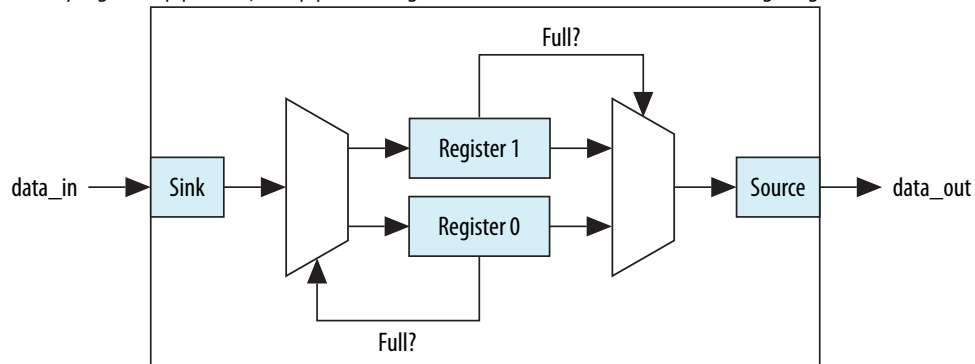 Full?
Register 1
data_in
Sink
Source
data_out
Register 0
Full?